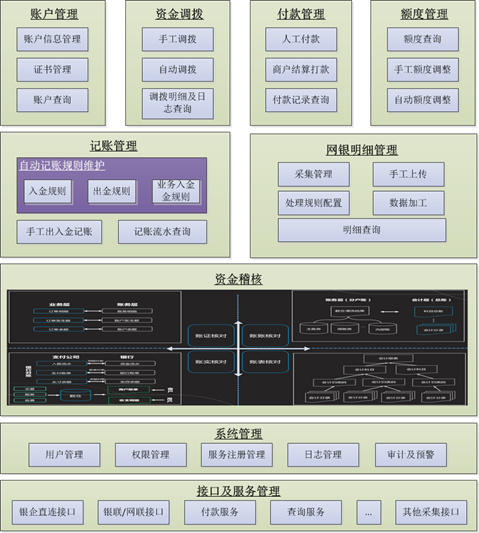 账户管理
账户信息管理
证书管理
账户查询
资金调拨
手工调拨
自动调拨
调拨明细及日
志查询
付款管理
人工付款
商户结算打款
付款记录查询
额度管理
额度查询
手工额度调整
自动额度调整
记账管理
自动记账规则维护
入金规则
出金规则
业务入金
金规则
手工出入金记账
记账流水查询
网银明细管理
采集管理
手工上传
处理规则配置
数据加工
明细查询
资金稽核
业务层
账务层
账务层（分户账）
会计层（总账）
账证核对
账账核对
账实核对
账表核对
支付公司
银行
系统管理
用户管理
权限管理
服务注册管理
日志管理
审计及预警
接口及服务管理
银企直连接口
银联/网联接口
付款服务
查询服务
...
其他采集接口